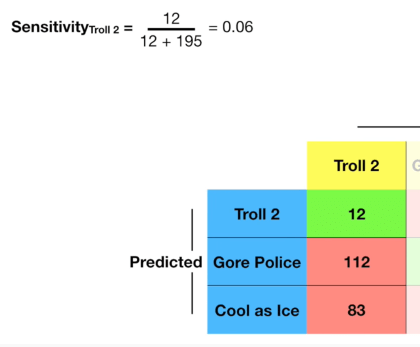 Sensitivity Troll 2 = 12 / 12 + 195 = 0.06
Troll 2 G
Troll 2 12
Predicted Gore Police 112
Cool as Ice 83